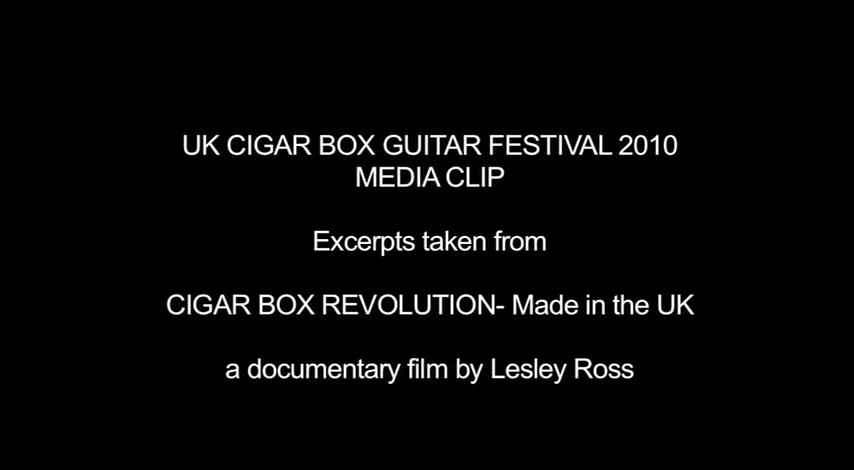 UK CIGAR BOX GUITAR FESTIVAL 2010
MEDIA CLIP
Excerpts taken from
CIGAR BOX REVOLUTION- Made in the UK
a documentary film by Lesley Ross